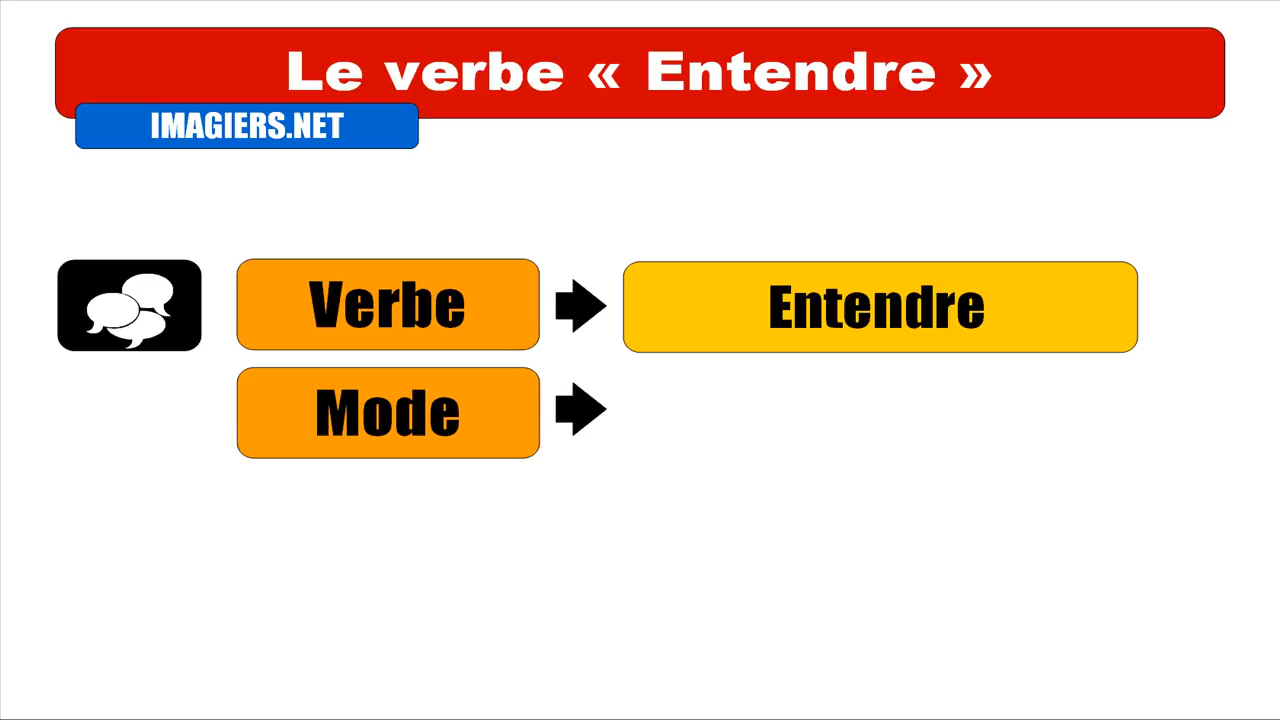 Le verbe « Entendre »
IMAGIERS.NET
Verbe
Entendre
Mode